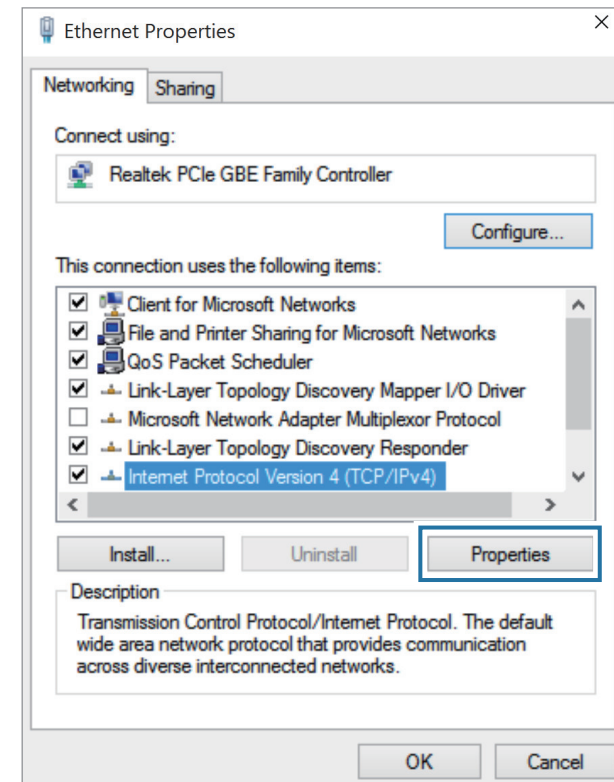 Ethernet Properties
Networking
Sharing
Connect using:
Realtek PCIe GBE Family Controller
Configure...
This connection uses the following items:
Client for Microsoft Networks
File and Printer Sharing for Microsoft Networks
QoS Packet Scheduler
Link-Layer Topology Discovery Mapper I/O Driver
Microsoft Network Adapter Multiplexor Protocol
Link-Layer Topology Discovery Responder
Internet Protocol Version 4 (TCP/IPv4)
Install...
Uninstall
Properties
Description
Transmission Control Protocol/Internet Protocol. The default
wide area network protocol that provides communication
across diverse interconnected networks.
OK
Cancel